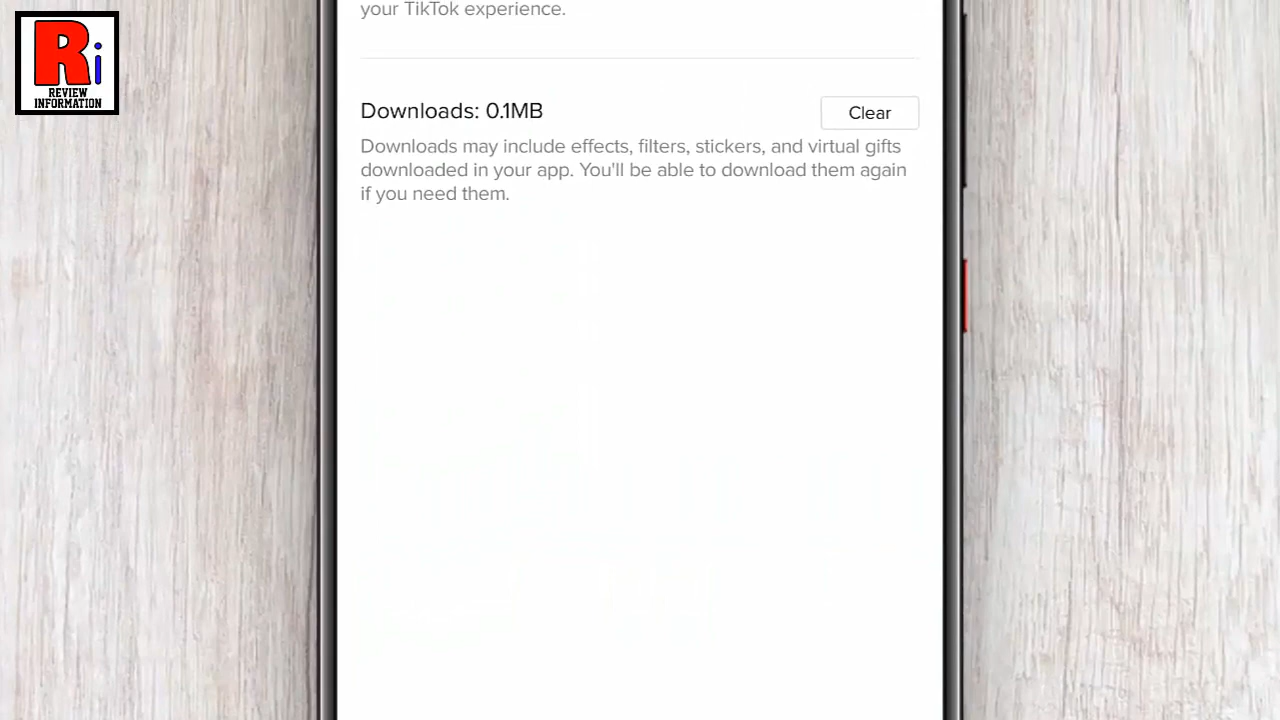 your TikTok experience.
Ri
REVIEW
INFORMATION
Downloads: 0.1MB
Clear
Downloads may include effects, filters, stickers, and virtual gifts
downloaded in your app. You'll be able to download them again
if you need them.